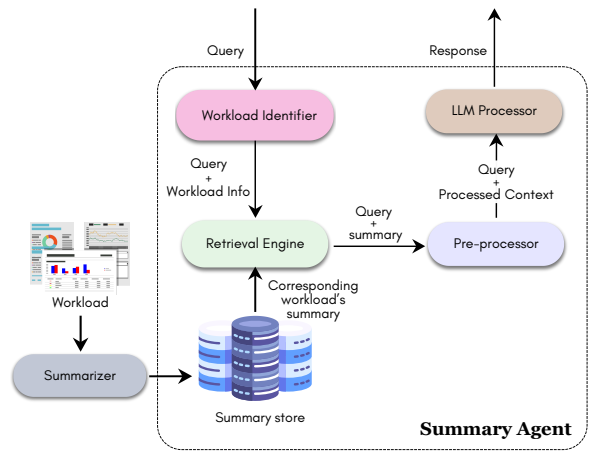 Query
Response
Workload Identifier
LLM Processor
Query
+
Workload Info
Query
+
Processed Context
Retrieval Engine
Query
+
summary
Pre-processor
Corresponding
workload's
summary
Workload
Summarizer
Summary store
Summary Agent